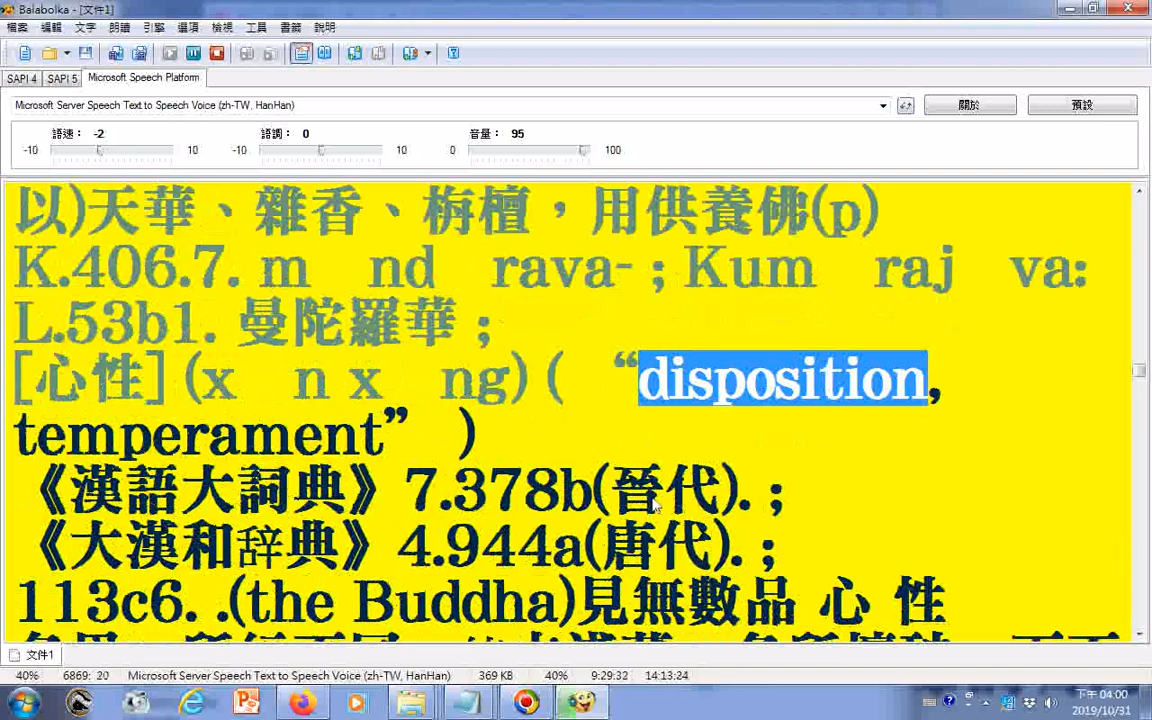 Balabolka - [文件1]
檔案 編輯 文字 朗讀 引擎 選項 檢視 工具 書籤 說明
SAPI 4 SAPI 5 Microsoft Speech Platform
Microsoft Server Speech Text to Speech Voice (zh-TW, HanHan) 關於 預設
語速： -2 語調： 0 音量： 95
-10 10 -10 10 0 100
以)天華、雜香、栴檀，用供養佛(p)
K.406.7. m nd rava- ; Kum raj va:
L.53b1. 曼陀羅華 ;
[心性] (x n x ng) ( “disposition,
temperament” )
《漢語大詞典》 7.378b(晉代). ;
《大漢和辞典》 4.944a(唐代). ;
113c6. .(the Buddha)見無數品 心 性
文件1
40% 6869: 20 Microsoft Server Speech Text to Speech Voice (zh-TW, HanHan) 369 KB 40% 9:29:32 14:13:24
下午 04:00
2019/10/31